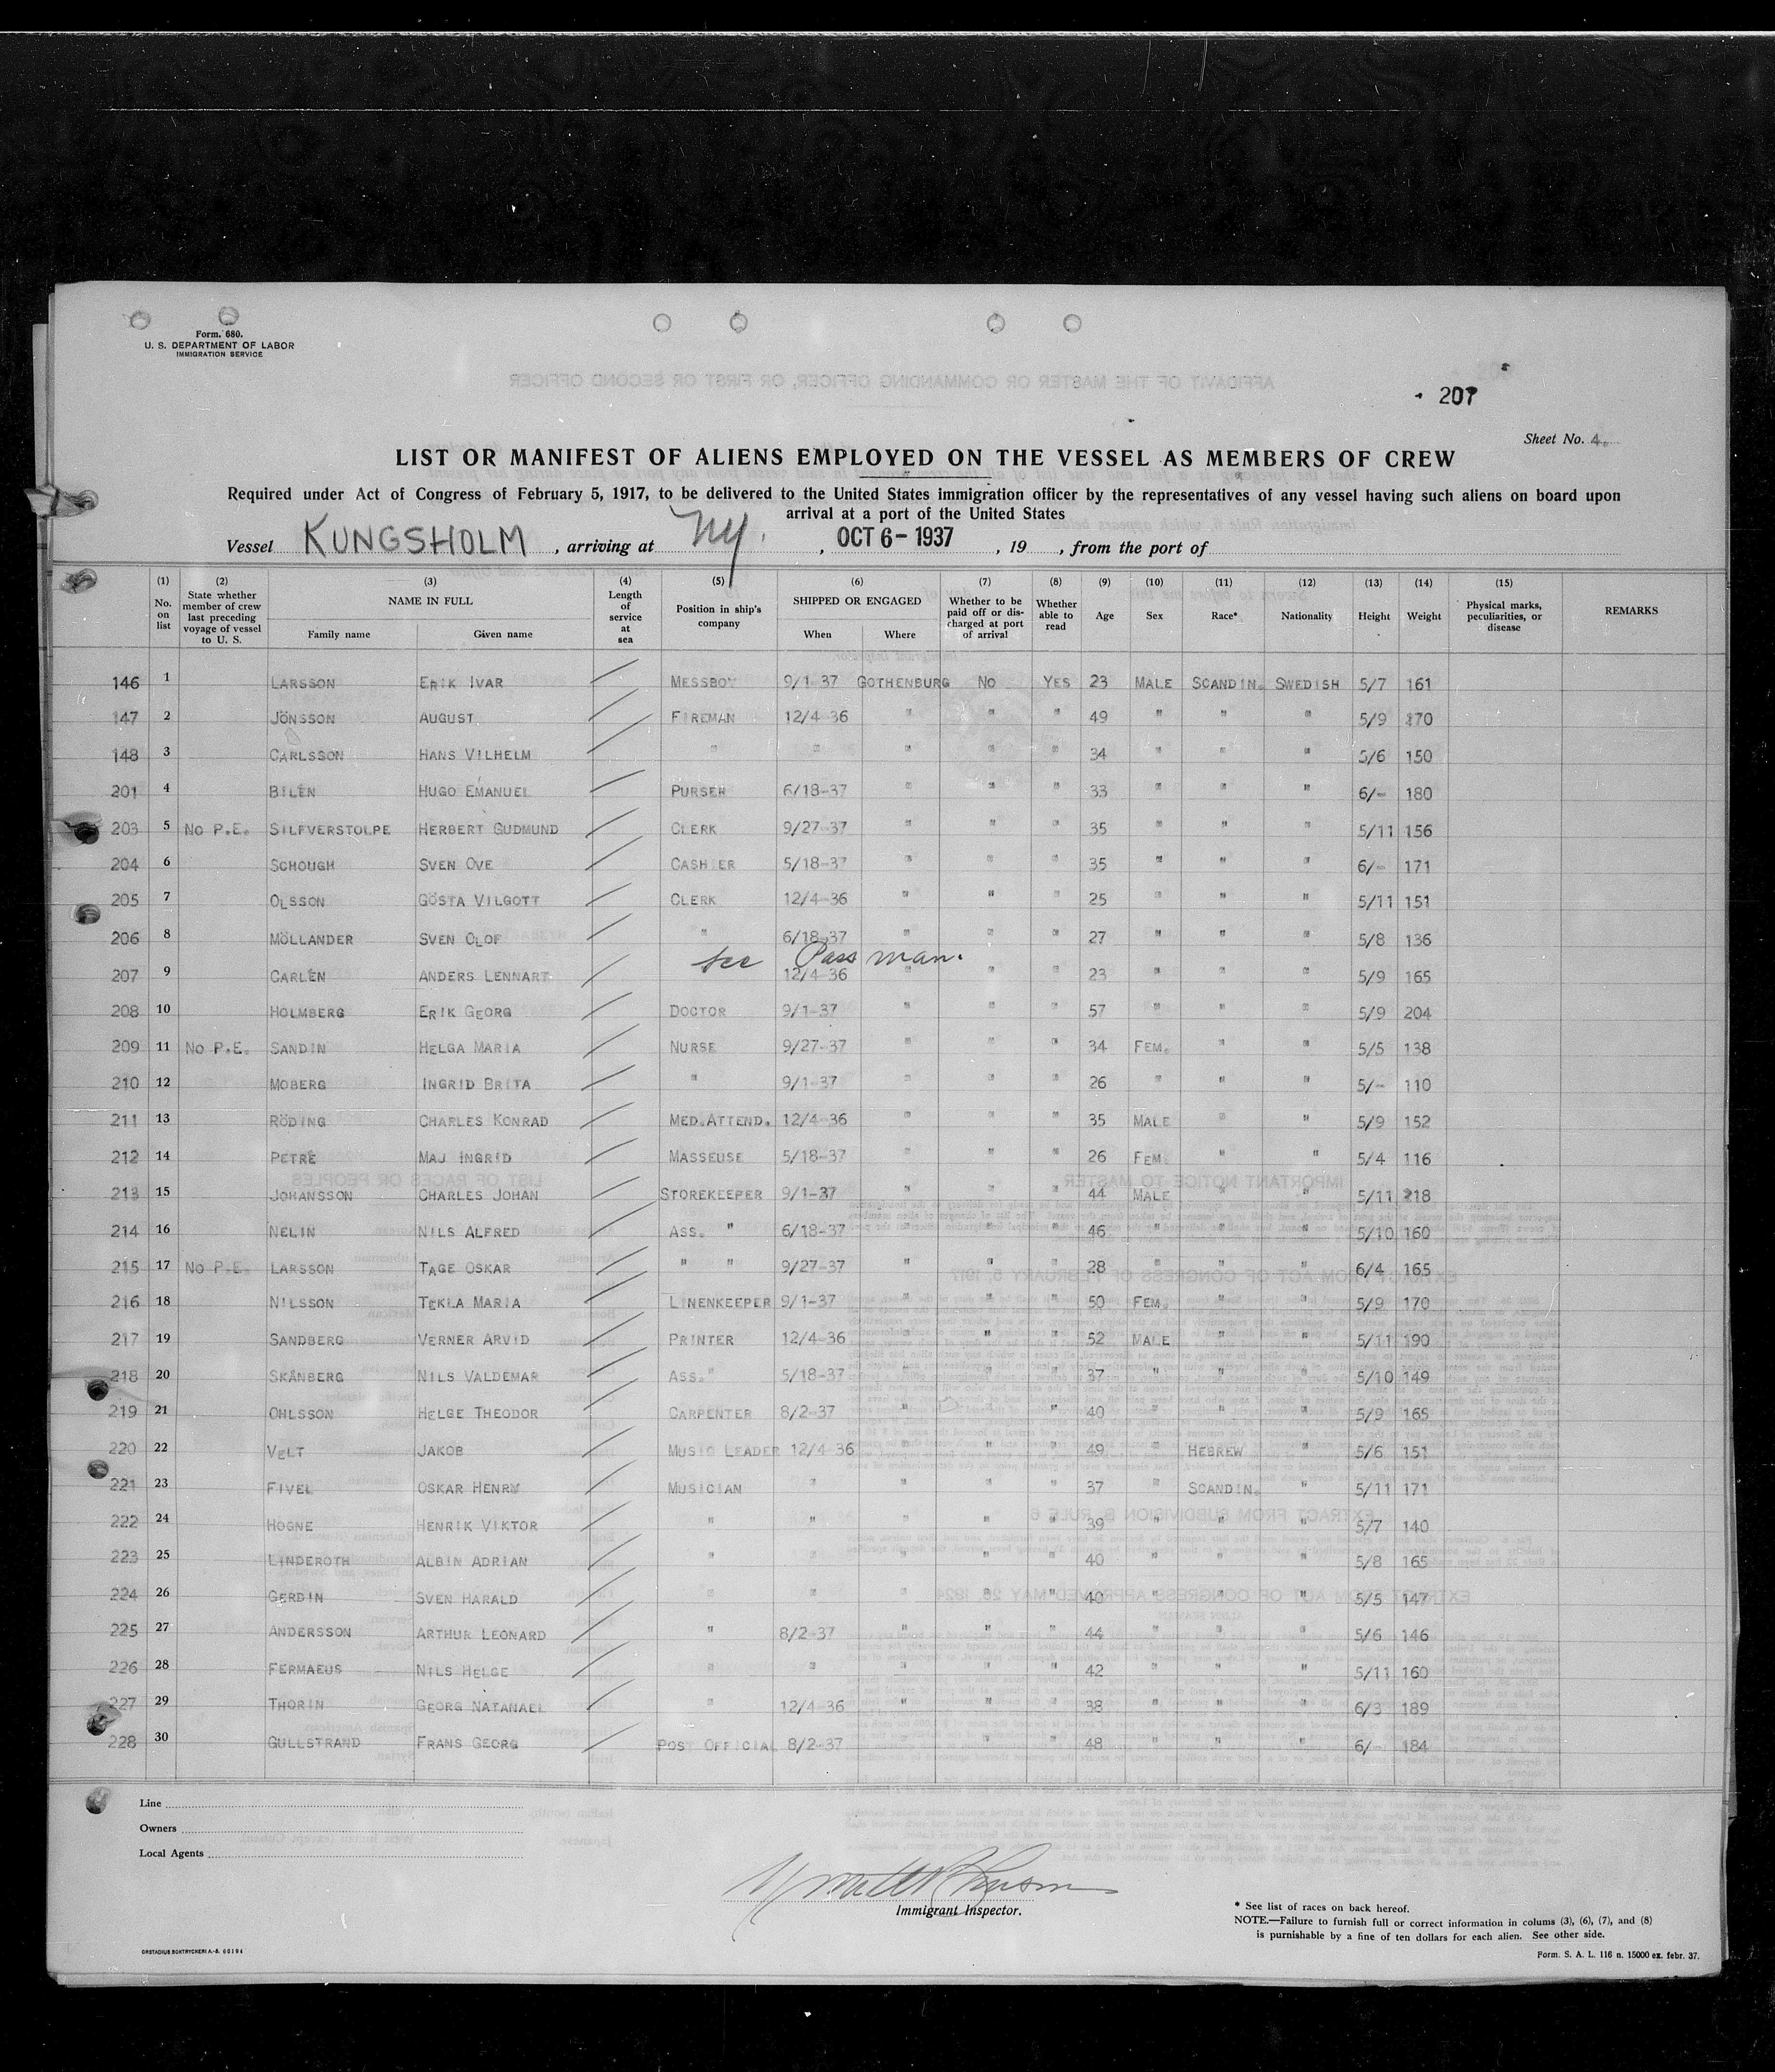 Form. 680.
U. S. DEPARTMENT OF LABOR
IMMIGRATION SERVICE
207
Sheet No. 4.
LIST OR MANIFEST OF ALIENS EMPLOYED ON THE VESSEL AS MEMBERS OF CREW
Required under Act of Congress of February 5, 1917, to be delivered to the United States immigration officer by the representatives of any vessel having such aliens on board upon
arrival at a port of the United States
Vessel KUNGSHOLM , arriving at NY. , OCT 6 - 1937 , 19 , from the port of
(1) No. on list (2) State whether member of crew last preceding voyage of vessel to U. S. (3) NAME IN FULL Family name Given name (4) Length of service at sea (5) Position in ship's company (6) SHIPPED OR ENGAGED When Where (7) Whether to be paid off or discharged at port of arrival (8) Whether able to read (9) Age (10) Sex (11) Race* (12) Nationality (13) Height (14) Weight (15) Physical marks, peculiarities, or disease REMARKS
146 1 LARSSON ERIK IVAR MESSBOY 9/1 37 GOTHENBURG NO YES 23 MALE SCANDIN. SWEDISH 5/7 161
147 2 JÖNSSON AUGUST FIREMAN 12/4-36 " " " 49 " " " 5/9 170
148 3 CARLSSON HANS VILHELM " " " " " 34 " " " 5/6 150
201 4 BILÉN HUGO EMANUEL PURSER 6/18-37 " " " 33 " " " 6/- 180
203 5 NO P.E. SILFVERSTOLPE HERBERT GUDMUND CLERK 9/27-37 " " " 35 " " " 5/11 156
204 6 SCHOUGH SVEN OVE CASHIER 5/18-37 " " " 35 " " " 6/- 171
205 7 OLSSON GÖSTA VILGOTT CLERK 12/4-36 " " " 25 " " " 5/11 151
206 8 MÖLLANDER SVEN OLOF " 6/18-37 " " " 27 " " " 5/8 136
see Pass man.
207 9 CARLÉN ANDERS LENNART 12/4-36 " " " 23 " " " 5/9 165
208 10 HOLMBERG ERIK GEORG DOCTOR 9/1-37 " " " 57 " " " 5/9 204
209 11 NO P.E. SANDIN HELGA MARIA NURSE 9/27-37 " " " 34 FEM. " " 5/5 138
210 12 MOBERG INGRID BRITA " 9/1-37 " " " 26 " " " 5/- 110
211 13 RÖDING CHARLES KONRAD MED.ATTEND. 12/4-36 " " " 35 MALE " " 5/9 152
212 14 PETRÉ MAJ INGRID MASSEUSE 5/18-37 " " " 26 FEM. " " 5/4 116
213 15 JOHANSSON CHARLES JOHAN STOREKEEPER 9/1-37 " " " 44 MALE " " 5/11 218
214 16 NELIN NILS ALFRED ASS. " 6/18-37 " " " 46 " " " 5/10 160
215 17 NO P.E. LARSSON TAGE OSKAR " " 9/27-37 " " " 28 " " " 6/4 165
216 18 NILSSON TEKLA MARIA LINENKEEPER 9/1-37 " " " 50 FEM. " " 5/9 170
217 19 SANDBERG VERNER ARVID PRINTER 12/4-36 " " " 52 MALE " " 5/11 190
218 20 SKÅNBERG NILS VALDEMAR ASS." 5/18-37 " " " 37 " " " 5/10 149
219 21 OHLSSON HELGE THEODOR CARPENTER 8/2-37 " " 40 " " " 5/9 165
220 22 VELT JAKOB MUSIC LEADER 12/4-36 " " " 49 " HEBREW " 5/6 151
221 23 FIVEL OSKAR HENRY MUSICIAN " " " " 37 " SCANDIN. " 5/11 171
222 24 HOGNE HENRIK VIKTOR " " " " " 39 " " " 5/7 140
223 25 LINDEROTH ALBIN ADRIAN " " " " " 40 " " " 5/8 165
224 26 GERDIN SVEN HARALD " " " " " 40 " " " 5/5 147
225 27 ANDERSSON ARTHUR LEONARD " 8/2-37 " " " 44 " " " 5/6 146
226 28 FERMAEUS NILS HELGE " " " " " 42 " " " 5/11 160
227 29 THORIN GEORG NATANAEL " 12/4-36 " " " 38 " " " 6/3 189
228 30 GULLSTRAND FRANS GEORG POST OFFICIAL 8/2-37 " " " 48 " " " 6/- 184
Line
Owners
Local Agents
Immigrant Inspector.
* See list of races on back hereof.
NOTE.—Failure to furnish full or correct information in colums (3), (6), (7), and (8)
is punishable by a fine of ten dollars for each alien. See other side.
ORSTADIUS BOKTRYCKERI A.-B. 60194
Form. S. A. L. 116 n. 15000 ex. febr. 37.